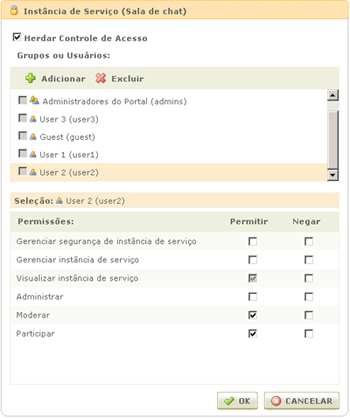 Instância de Serviço (Sala de chat)
Herdar Controle de Acesso
Grupos ou Usuários:
Adicionar Excluir
Administradores do Portal (admins)
User 3 (user3)
Guest (guest)
User 1 (user1)
User 2 (user2)
Seleção: User 2 (user2)
Permissões: Permitir Negar
Gerenciar segurança de instância de serviço
Gerenciar instância de serviço
Visualizar instância de serviço
Administrar
Moderar
Participar
OK CANCELAR